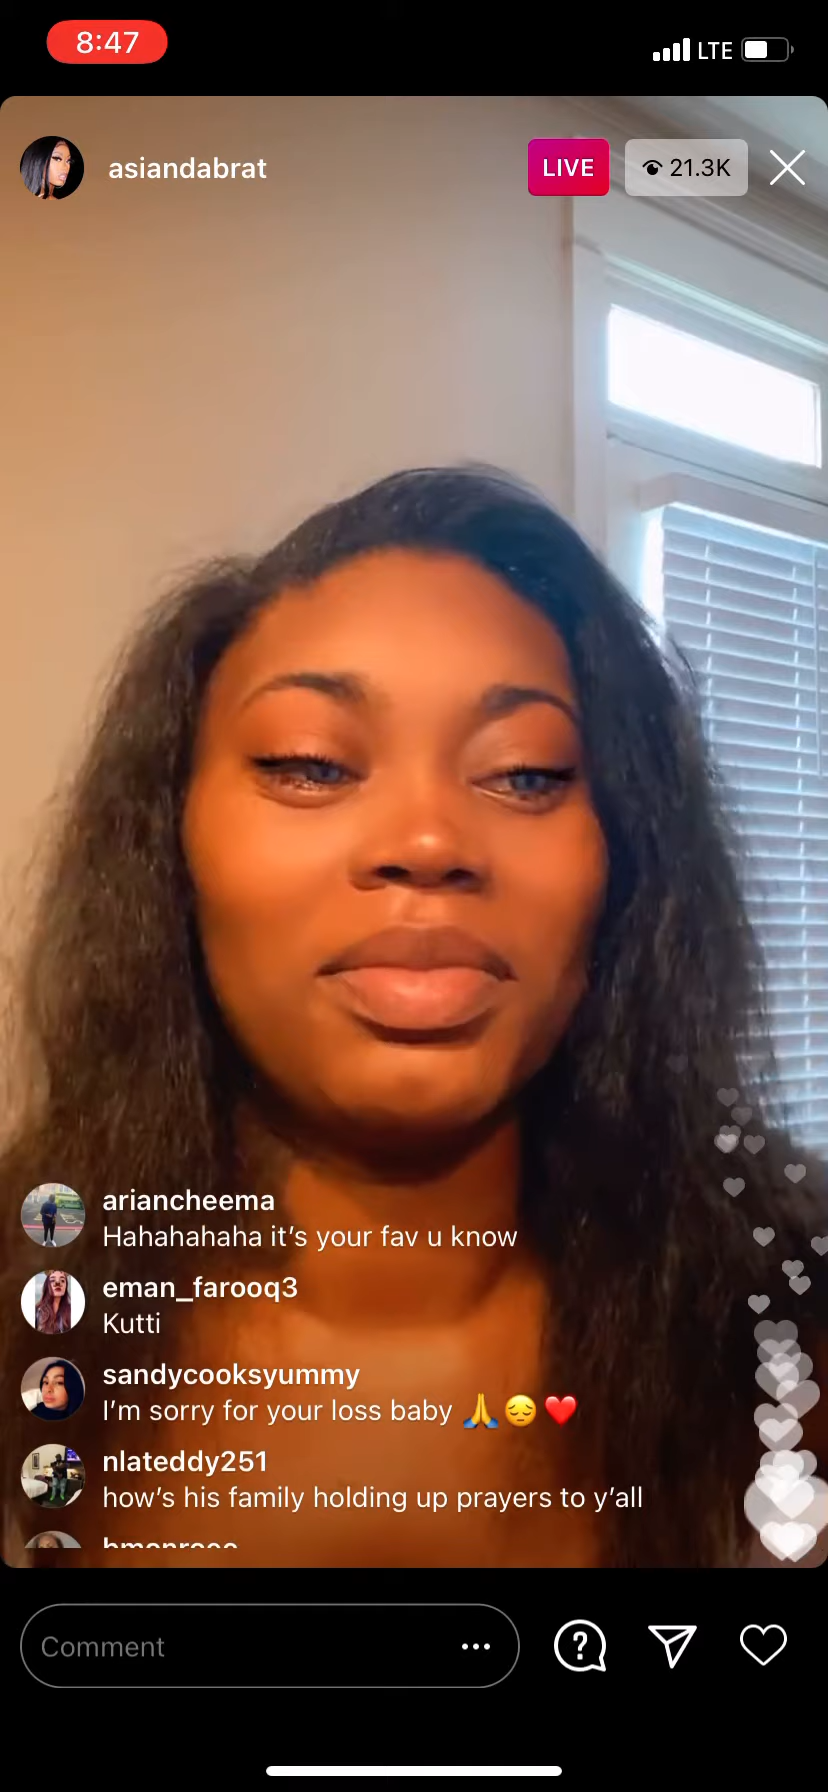 8:47
LTE
asiandabrat
LIVE
21.3K
ariancheema
Hahahahaha it’s your fav u know
eman_farooq3
Kutti
sandycooksyummy
I’m sorry for your loss baby 🙏😔❤️
nlateddy251
how’s his family holding up prayers to y’all
Comment